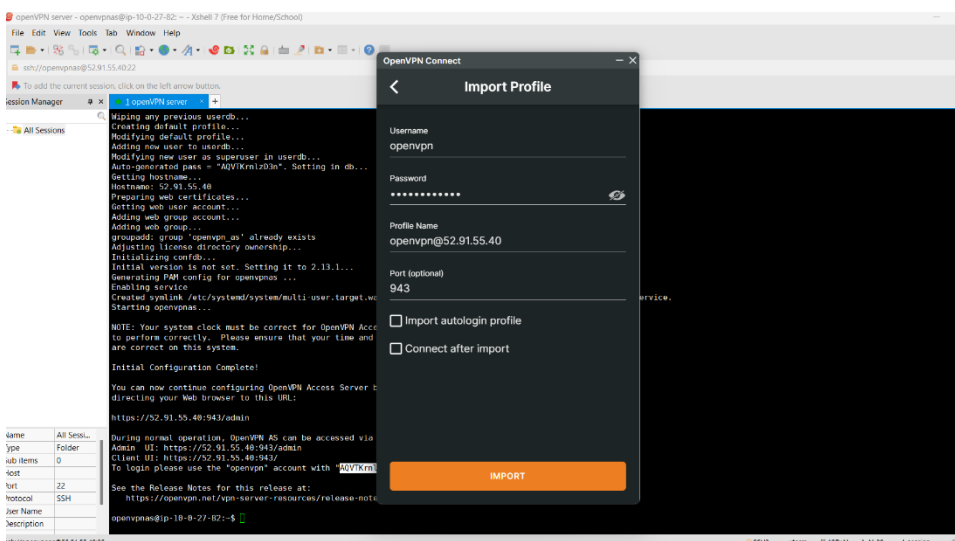 openVPN server - openvpnas@ip-10-0-27-82: ~ - Xshell 7 (Free for Home/School)
File Edit View Tools Tab Window Help
ssh://openvpnas@52.91.55.40:22
To add the current session, click on the left arrow button.
Session Manager
1 openVPN server
All Sessions
Wiping any previous userdb...
Creating default profile...
Modifying default profile...
Adding new user to userdb...
Modifying new user as superuser in userdb...
Auto-generated pass = "AQVTKrnlzD3n". Setting in db...
Getting hostname...
Hostname: 52.91.55.40
Preparing web certificates...
Getting web user account...
Adding web group account...
Adding web group...
groupadd: group 'openvpn_as' already exists
Adjusting license directory ownership...
Initializing confdb...
Initial version is not set. Setting it to 2.13.1...
Generating PAM config for openvpnas ...
Enabling service
Created symlink /etc/systemd/system/multi-user.target.wa
ervice.
Starting openvpnas...
NOTE: Your system clock must be correct for OpenVPN Acce
to perform correctly. Please ensure that your time and
are correct on this system.
Initial Configuration Complete!
You can now continue configuring OpenVPN Access Server b
directing your Web browser to this URL:
https://52.91.55.40:943/admin
During normal operation, OpenVPN AS can be accessed via
Admin UI: https://52.91.55.40:943/admin
Client UI: https://52.91.55.40:943/
To login please use the "openvpn" account with "AQVTKrnl
See the Release Notes for this release at:
https://openvpn.net/vpn-server-resources/release-note
openvpnas@ip-10-0-27-82:~$
Name All Sessi...
Type Folder
Sub items 0
Host
Port 22
Protocol SSH
User Name
Description
OpenVPN Connect
Import Profile
Username
openvpn
Password
Profile Name
openvpn@52.91.55.40
Port (optional)
943
Import autologin profile
Connect after import
IMPORT